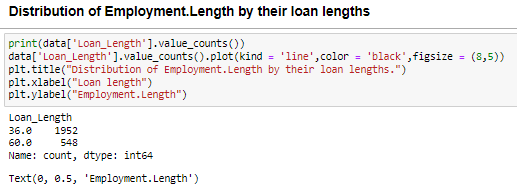 Distribution of Employment.Length by their loan lengths
print(data['Loan_Length'].value_counts())
data['Loan_Length'].value_counts().plot(kind = 'line',color = 'black',figsize = (8,5))
plt.title("Distribution of Employment.Length by their loan lengths.")
plt.xlabel("Loan length")
plt.ylabel("Employment.Length")
Loan_Length
36.0    1952
60.0     548
Name: count, dtype: int64
Text(0, 0.5, 'Employment.Length')